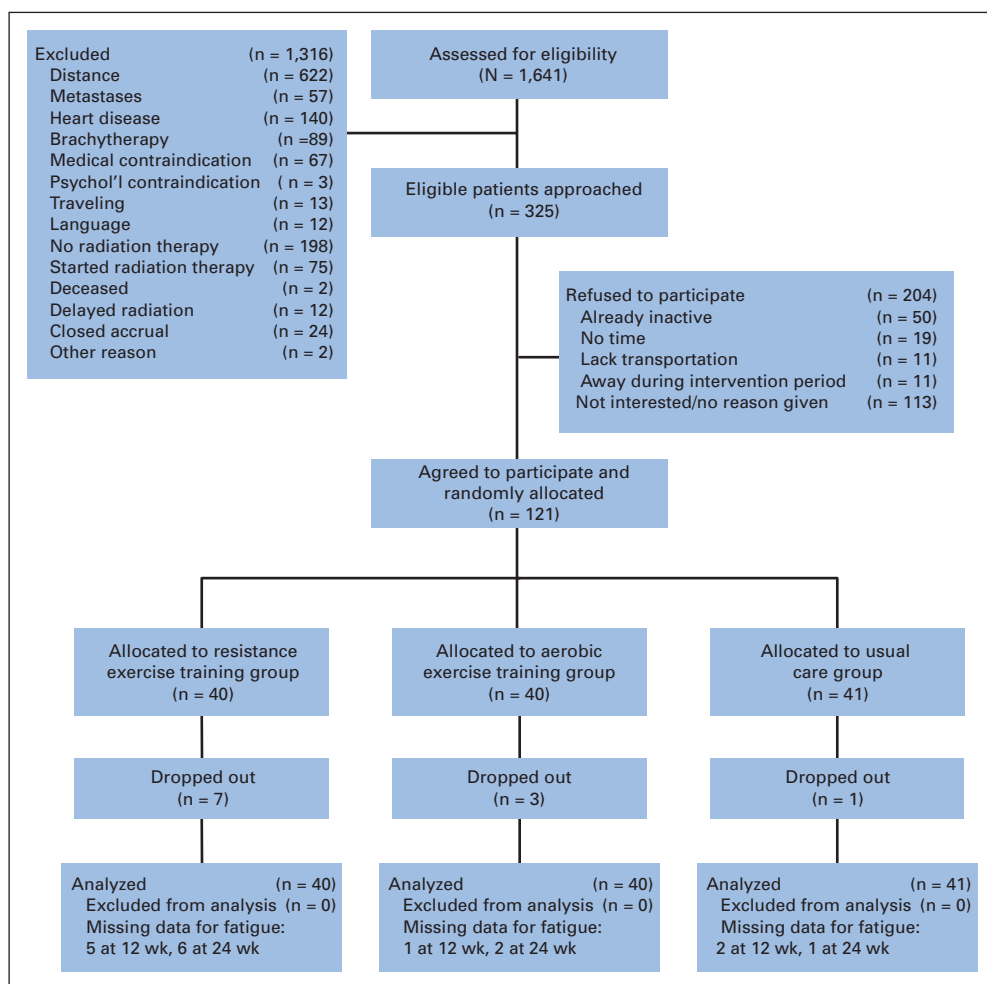 Assessed for eligibility
(N = 1,641)
Excluded (n = 1,316)
Distance (n = 622)
Metastases (n = 57)
Heart disease (n = 140)
Brachytherapy (n =89)
Medical contraindication (n = 67)
Psychol’l contraindication ( n = 3)
Traveling (n = 13)
Language (n = 12)
No radiation therapy (n = 198)
Started radiation therapy (n = 75)
Deceased (n = 2)
Delayed radiation (n = 12)
Closed accrual (n = 24)
Other reason (n = 2)
Eligible patients approached
(n = 325)
Refused to participate (n = 204)
Already inactive (n = 50)
No time (n = 19)
Lack transportation (n = 11)
Away during intervention period (n = 11)
Not interested/no reason given (n = 113)
Agreed to participate and
randomly allocated
(n = 121)
Allocated to resistance
exercise training group
(n = 40)
Allocated to aerobic
exercise training group
(n = 40)
Allocated to usual
care group
(n = 41)
Dropped out
(n = 7)
Dropped out
(n = 3)
Dropped out
(n = 1)
Analyzed (n = 40)
Excluded from analysis (n = 0)
Missing data for fatigue:
5 at 12 wk, 6 at 24 wk
Analyzed (n = 40)
Excluded from analysis (n = 0)
Missing data for fatigue:
1 at 12 wk, 2 at 24 wk
Analyzed (n = 41)
Excluded from analysis (n = 0)
Missing data for fatigue:
2 at 12 wk, 1 at 24 wk